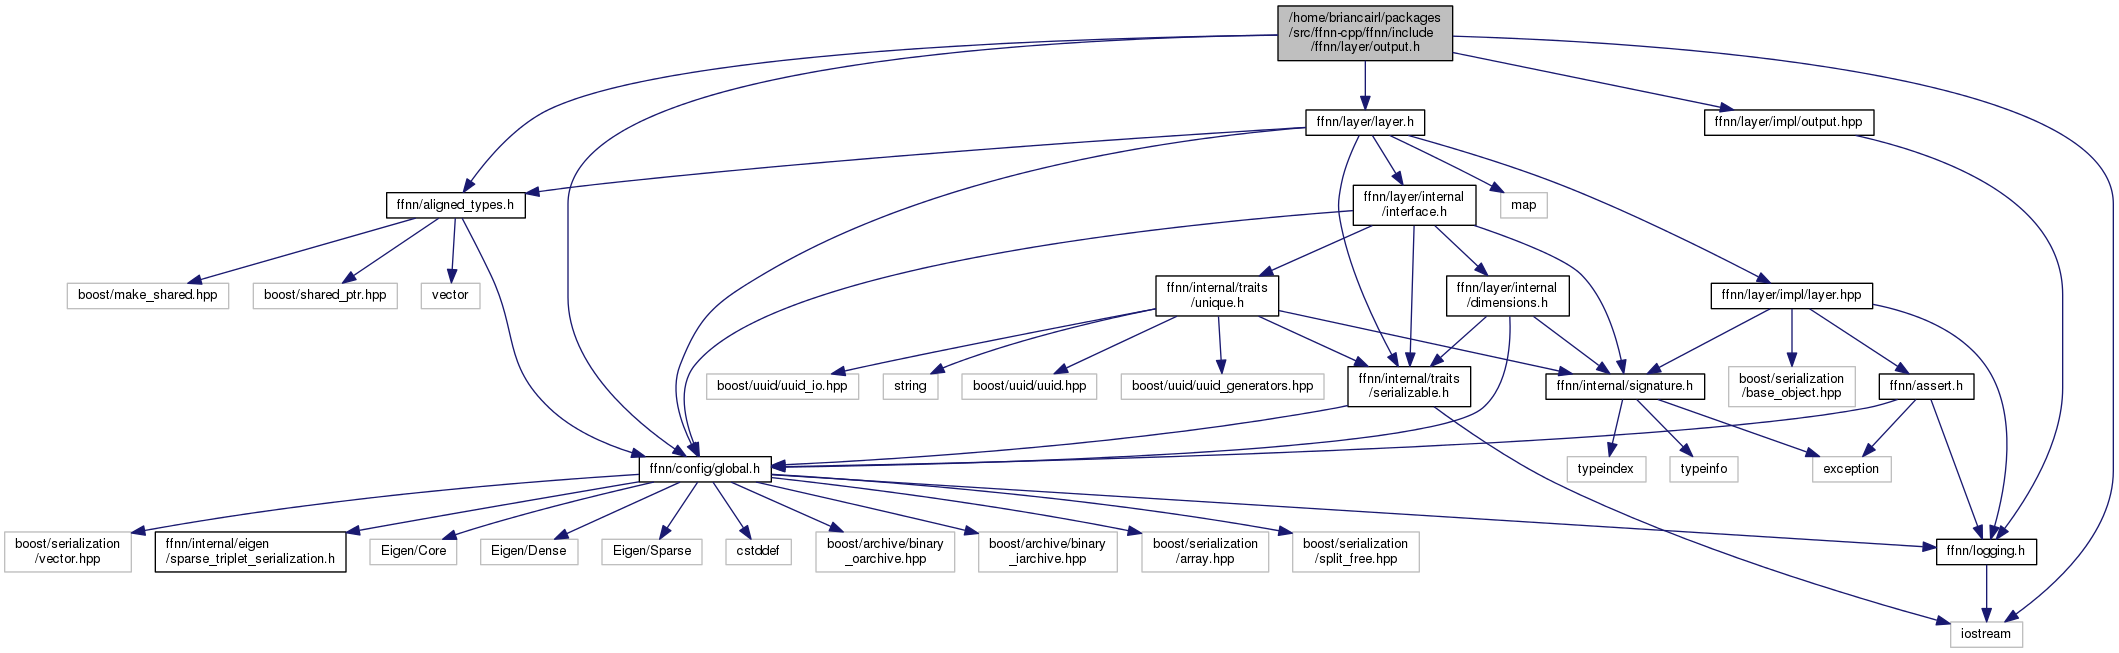 /home/briancairl/packages
/src/ffnn-cpp/ffnn/include
/ffnn/layer/output.h
ffnn/layer/layer.h
ffnn/layer/impl/output.hpp
ffnn/aligned_types.h
ffnn/layer/internal
/interface.h
map
boost/make_shared.hpp
boost/shared_ptr.hpp
vector
ffnn/internal/traits
/unique.h
ffnn/layer/internal
/dimensions.h
ffnn/layer/impl/layer.hpp
boost/uuid/uuid_io.hpp
string
boost/uuid/uuid.hpp
boost/uuid/uuid_generators.hpp
ffnn/internal/traits
/serializable.h
ffnn/internal/signature.h
boost/serialization
/base_object.hpp
ffnn/assert.h
ffnn/config/global.h
typeindex
typeinfo
exception
boost/serialization
/vector.hpp
ffnn/internal/eigen
/sparse_triplet_serialization.h
Eigen/Core
Eigen/Dense
Eigen/Sparse
cstddef
boost/archive/binary
_oarchive.hpp
boost/archive/binary
_iarchive.hpp
boost/serialization
/array.hpp
boost/serialization
/split_free.hpp
ffnn/logging.h
iostream